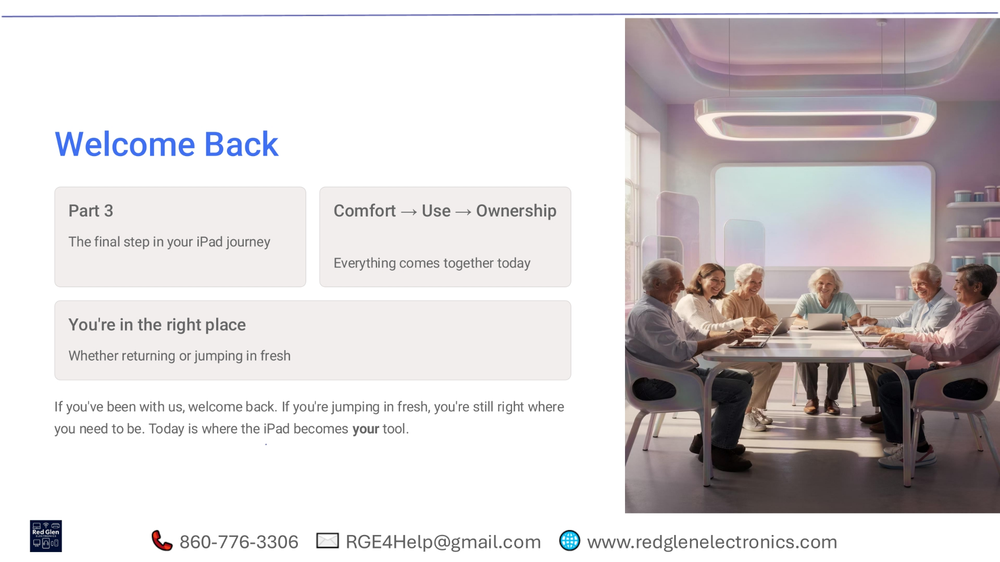 Welcome Back
Part 3
The final step in your iPad journey
Comfort → Use → Ownership
Everything comes together today
You're in the right place
Whether returning or jumping in fresh
If you've been with us, welcome back. If you're jumping in fresh, you're still right where
you need to be. Today is where the iPad becomes your tool.
.
Red Glen
ELECTRONICS
860-776-3306
RGE4Help@gmail.com
www.redglenelectronics.com